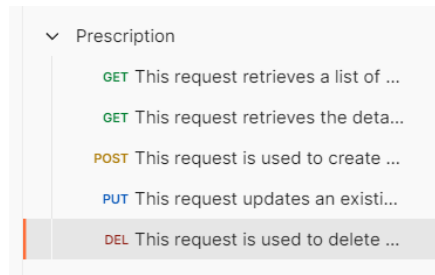 Prescription
GET This request retrieves a list of ...
GET This request retrieves the deta...
POST This request is used to create ...
PUT This request updates an existi...
DEL This request is used to delete ...